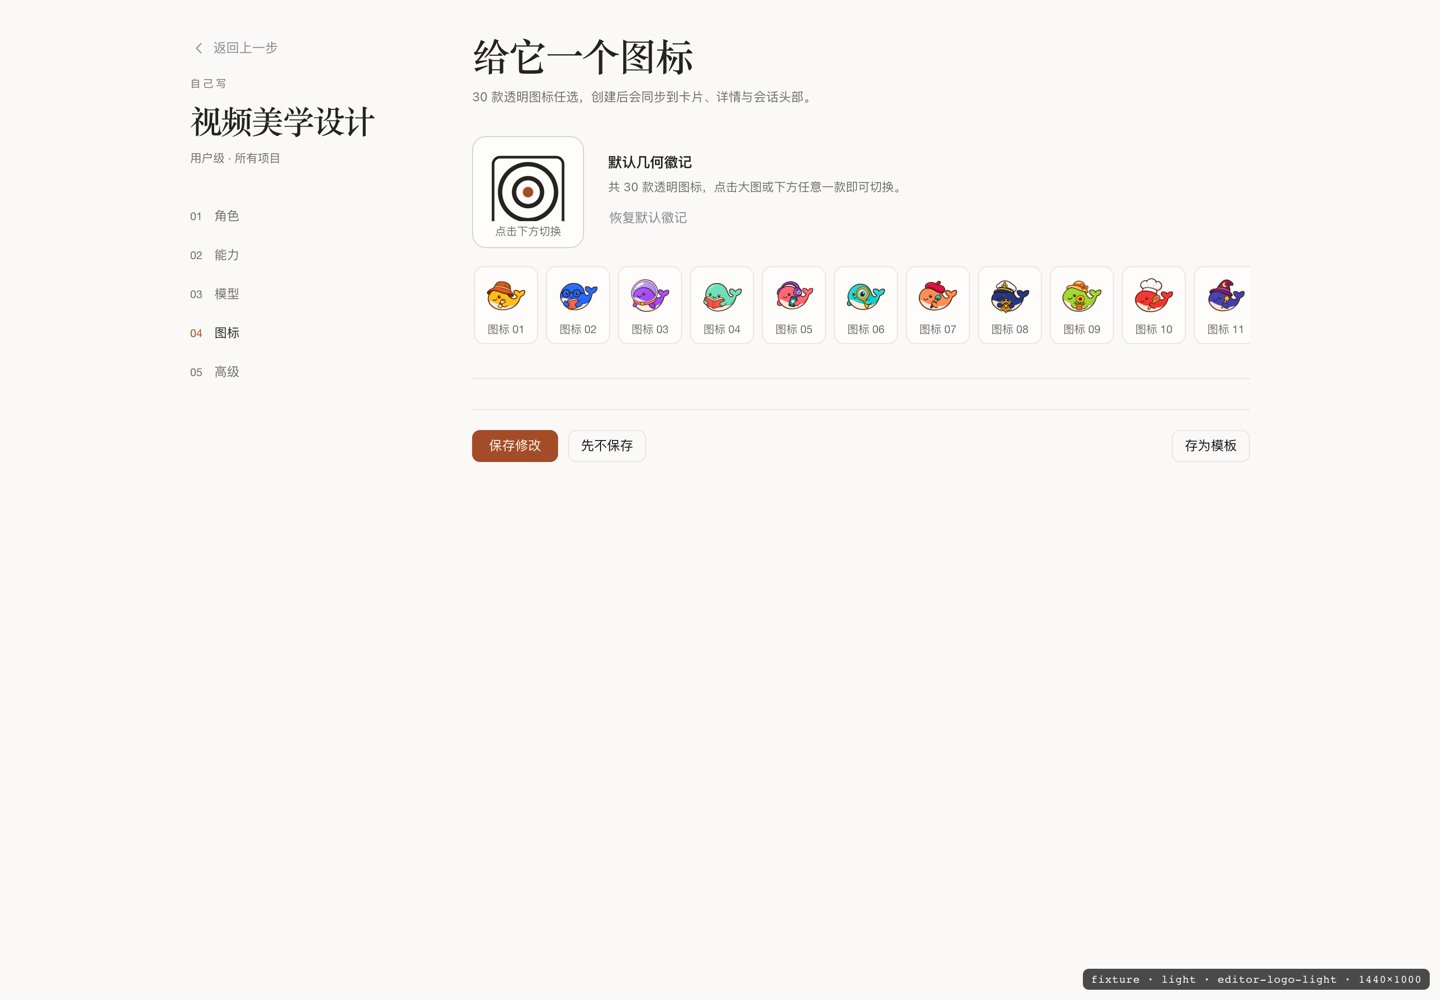 返回上一步
自己写
视频美学设计
用户级 · 所有项目
01 角色
02 能力
03 模型
04 图标
05 高级
给它一个图标
30 款透明图标任选，创建后会同步到卡片、详情与会话头部。
点击下方切换
默认几何徽记
共 30 款透明图标，点击大图或下方任意一款即可切换。
恢复默认徽记
图标 01 图标 02 图标 03 图标 04 图标 05 图标 06 图标 07 图标 08 图标 09 图标 10 图标 11
保存修改 先不保存 存为模板
fixture · light · editor-logo-light · 1440×1000